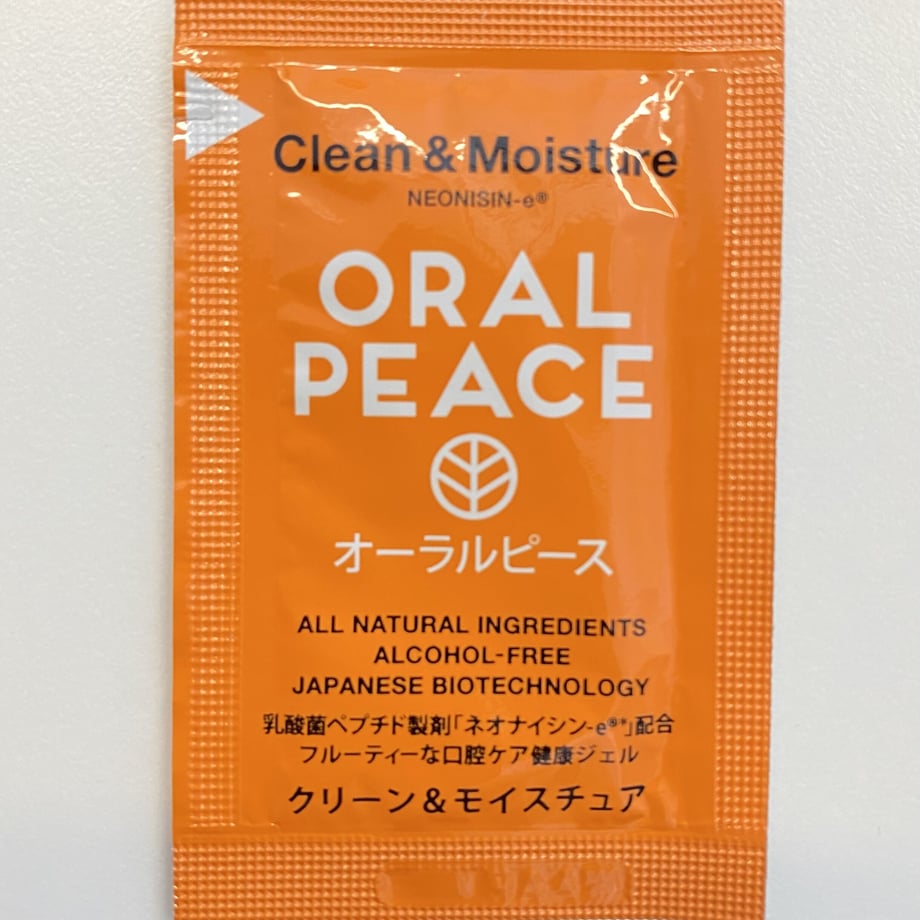 Clean & Moisture
NEONISIN-e®
ORAL
PEACE
オーラルピース
ALL NATURAL INGREDIENTS
ALCOHOL-FREE
JAPANESE BIOTECHNOLOGY
乳酸菌ペプチド製剤「ネオナイシン-e®*」配合
フルーティーな口腔ケア健康ジェル
クリーン&モイスチュア